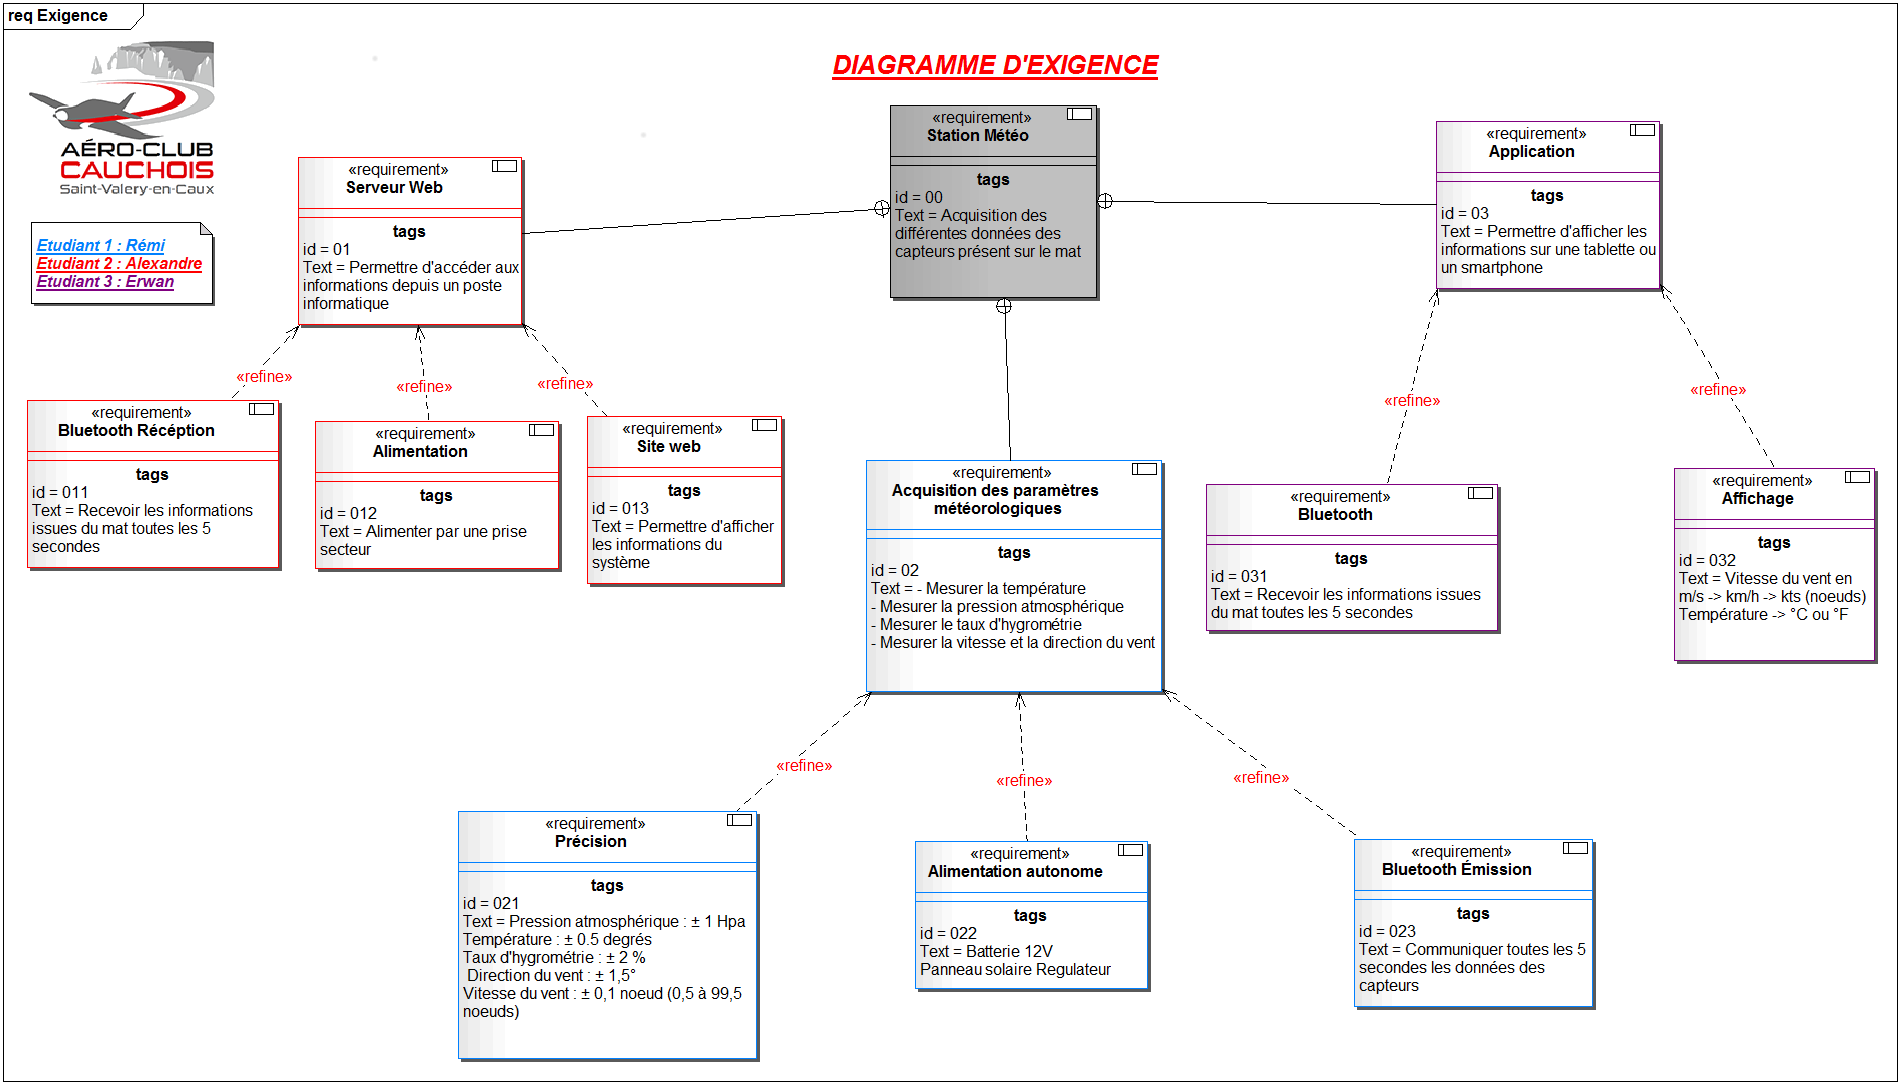 req Exigence
DIAGRAMME D'EXIGENCE
AÉRO-CLUB
CAUCHOIS
Saint-Valery-en-Caux
Etudiant 1 : Rémi
Etudiant 2 : Alexandre
Etudiant 3 : Erwan
«requirement»
Station Météo
tags
id = 00
Text = Acquisition des
différentes données des
capteurs présent sur le mat
«requirement»
Serveur Web
tags
id = 01
Text = Permettre d'accéder aux
informations depuis un poste
informatique
«requirement»
Application
tags
id = 03
Text = Permettre d'afficher les
informations sur une tablette ou
un smartphone
«refine»
«refine»
«refine»
«refine»
«refine»
«requirement»
Bluetooth Récéption
tags
id = 011
Text = Recevoir les informations
issues du mat toutes les 5
secondes
«requirement»
Alimentation
tags
id = 012
Text = Alimenter par une prise
secteur
«requirement»
Site web
tags
id = 013
Text = Permettre d'afficher
les informations du
système
«requirement»
Acquisition des paramètres
météorologiques
tags
id = 02
Text = - Mesurer la température
- Mesurer la pression atmosphérique
- Mesurer le taux d'hygrométrie
- Mesurer la vitesse et la direction du vent
«requirement»
Bluetooth
tags
id = 031
Text = Recevoir les informations issues
du mat toutes les 5 secondes
«requirement»
Affichage
tags
id = 032
Text = Vitesse du vent en
m/s -> km/h -> kts (noeuds)
Température -> °C ou °F
«refine»
«refine»
«refine»
«requirement»
Précision
tags
id = 021
Text = Pression atmosphérique : ± 1 Hpa
Température : ± 0.5 degrés
Taux d'hygrométrie : ± 2 %
Direction du vent : ± 1,5°
Vitesse du vent : ± 0,1 noeud (0,5 à 99,5
noeuds)
«requirement»
Alimentation autonome
tags
id = 022
Text = Batterie 12V
Panneau solaire Regulateur
«requirement»
Bluetooth Émission
tags
id = 023
Text = Communiquer toutes les 5
secondes les données des
capteurs